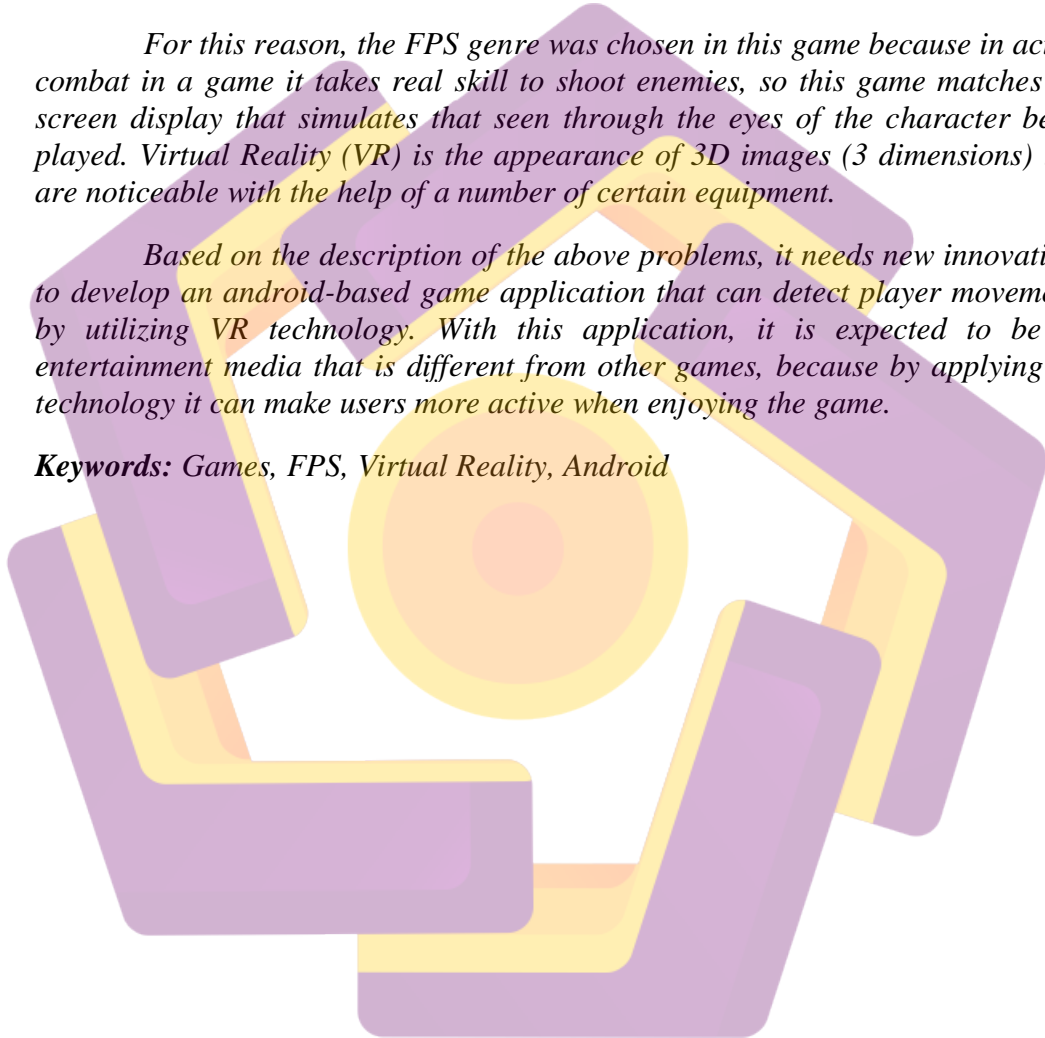 For this reason, the FPS genre was chosen in this game because in
combat in a game it takes real skill to shoot enemies, so this game matches
screen display that simulates that seen through the eyes of the character
played. Virtual Reality (VR) is the appearance of 3D images (3 dimensions)
are noticeable with the help of a number of certain equipment.
Based on the description of the above problems, it needs new
to develop an android-based game application that can detect player
by utilizing VR technology. With this application, it is expected to be
entertainment media that is different from other games, because by applying
technology it can make users more active when enjoying the game.
Keywords: Games, FPS, Virtual Reality, Android